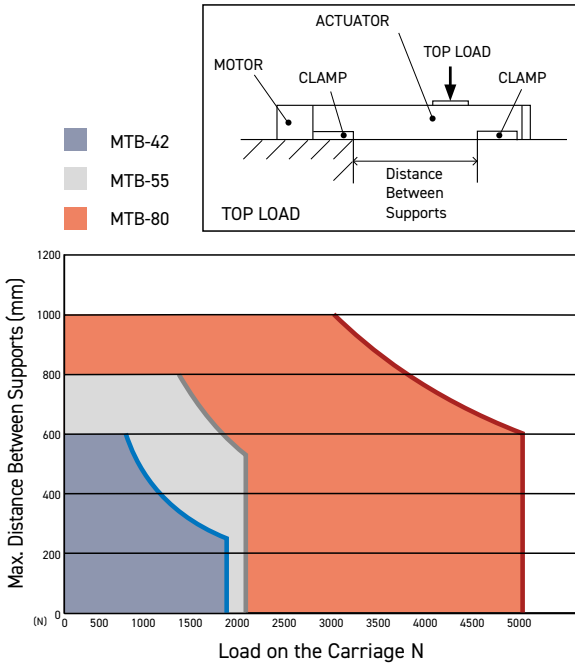 ACTUATOR
TOP LOAD
MOTOR
CLAMP
CLAMP
Distance
Between
Supports
TOP LOAD
MTB-42
MTB-55
MTB-80
Max. Distance Between Supports (mm)
1200
1000
800
600
400
200
0
(N)
0 500 1000 1500 2000 2500 3000 3500 4000 4500 5000
Load on the Carriage N